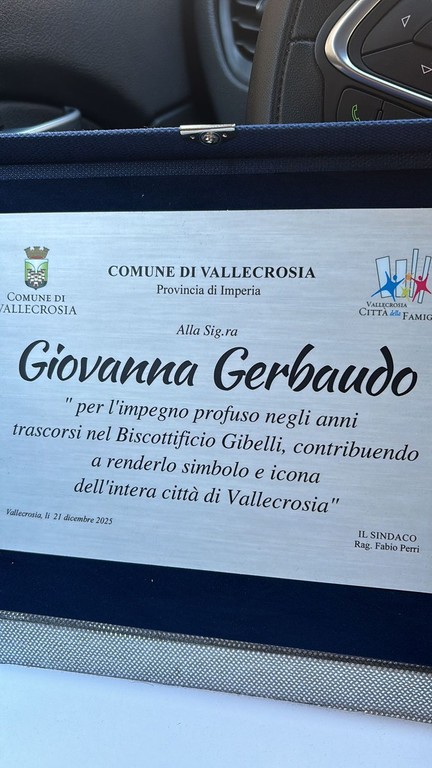 COMUNE DI VALLECROSIA
Provincia di Imperia
COMUNE DI
VALLECROSIA
VALLECROSIA
CITTÀ della FAMIG
Alla Sig.ra
Giovanna Gerbaudo
" per l'impegno profuso negli anni
trascorsi nel Biscottificio Gibelli, contribuendo
a renderlo simbolo e icona
dell'intera città di Vallecrosia"
Vallecrosia, li 21 dicembre 2025
IL SINDACO
Rag. Fabio Perri